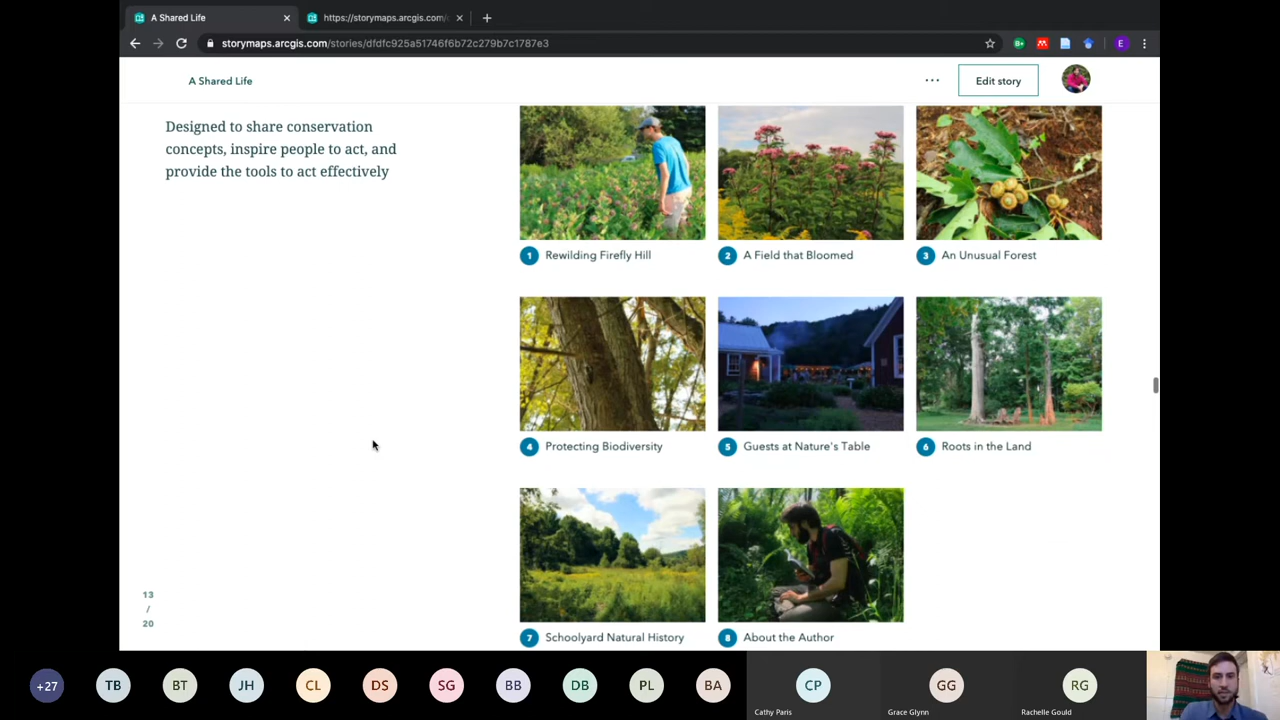 A Shared Life
https://storymaps.arcgis.com/
storymaps.arcgis.com/stories/dfdfc925a51746f6b72c279b7c1787e3
B+
E
A Shared Life
Edit story
Designed to share conservation
concepts, inspire people to act, and
provide the tools to act effectively
1 Rewilding Firefly Hill
2 A Field that Bloomed
3 An Unusual Forest
4 Protecting Biodiversity
5 Guests at Nature's Table
6 Roots in the Land
7 Schoolyard Natural History
8 About the Author
13
/
20
+27
TB
BT
JH
CL
DS
SG
BB
DB
PL
BA
CP
GG
RG
Cathy Paris
Grace Glynn
Rachelle Gould